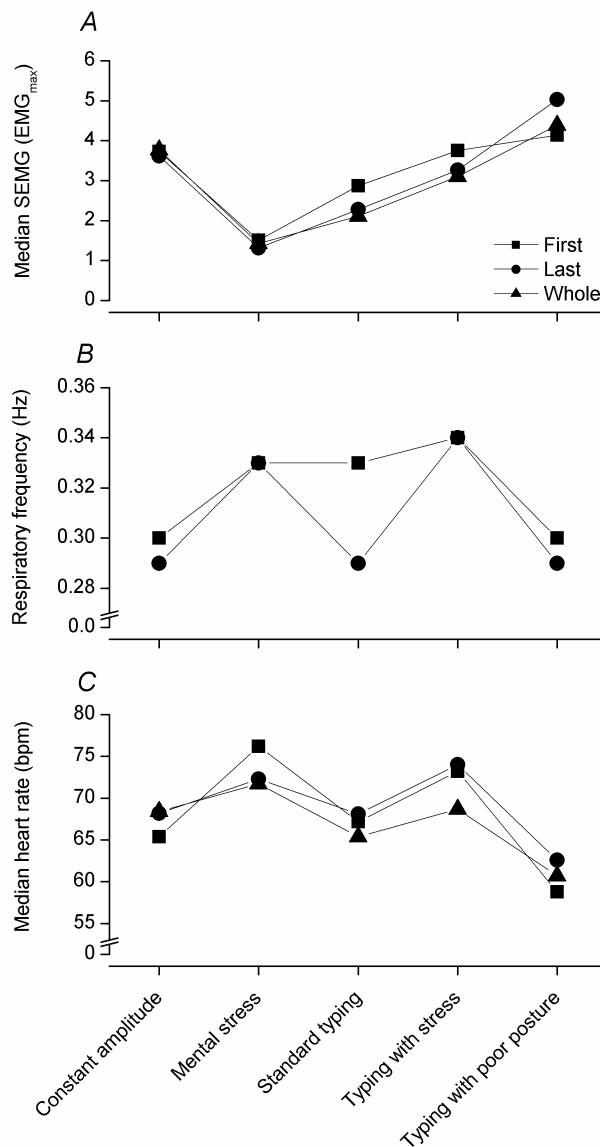 A
Median SEMG (EMGmax)
6
5
4
3
2
1
0
First
Last
Whole
B
Respiratory frequency (Hz)
0.36
0.34
0.32
0.30
0.28
0.0
C
Median heart rate (bpm)
80
75
70
65
60
55
0
Constant amplitude
Mental stress
Standard typing
Typing with stress
Typing with poor posture